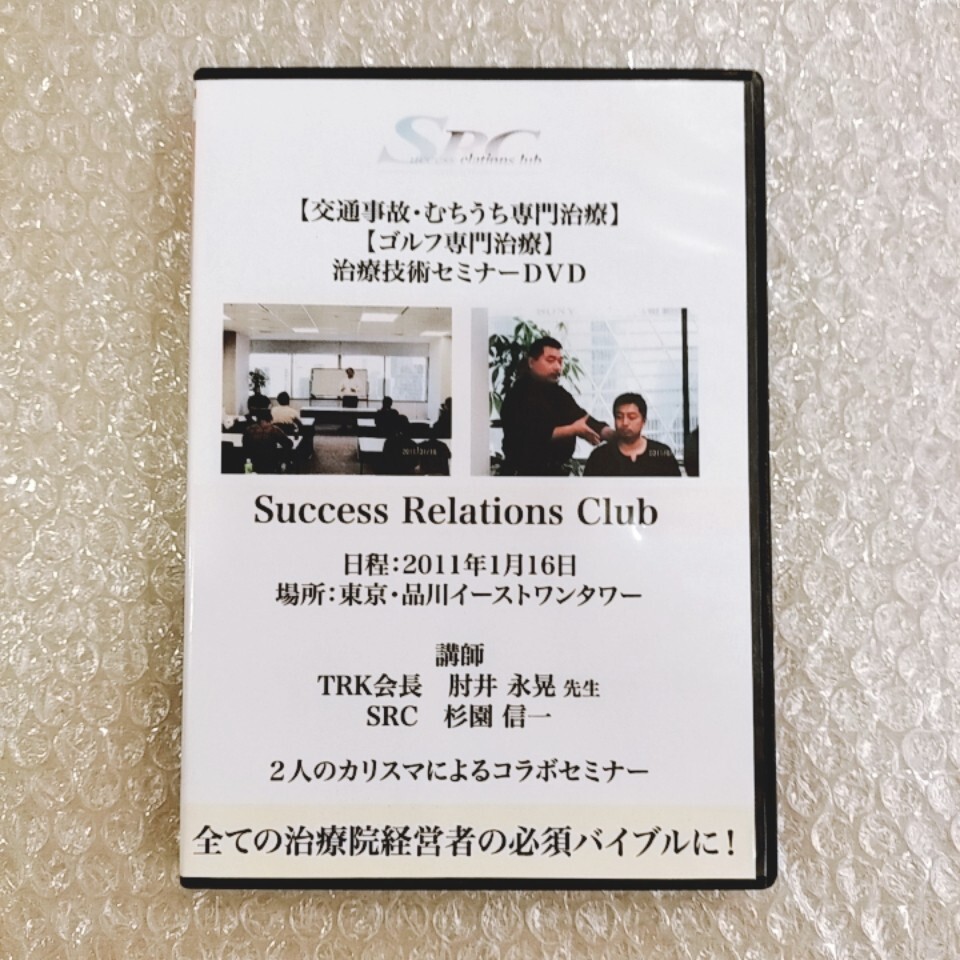 SRC
Success Relations Club
【交通事故・むちうち専門治療】
【ゴルフ専門治療】
治療技術セミナーDVD
Success Relations Club
日程：2011年1月16日
場所：東京・品川イーストワンタワー
講師
TRK会長　肘井 永晃 先生
SRC　杉園 信一
２人のカリスマによるコラボセミナー
全ての治療院経営者の必須バイブルに！